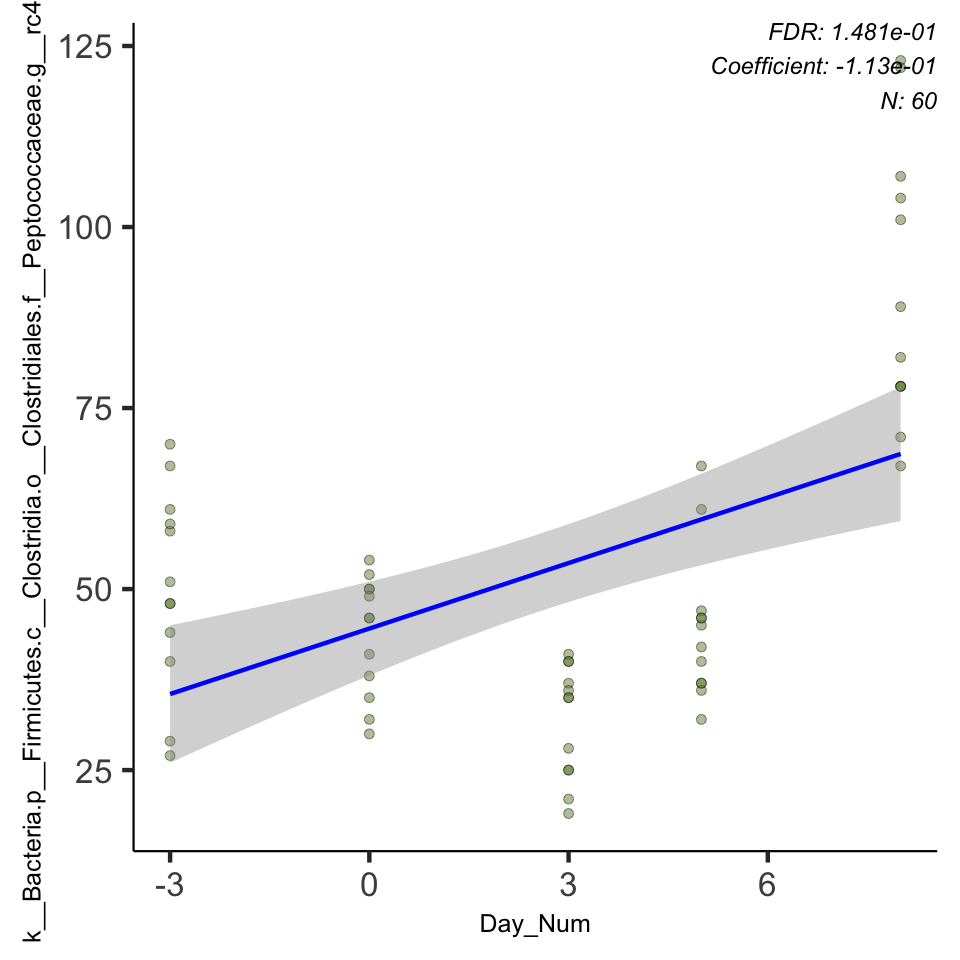 FDR: 1.481e-01
Coefficient: -1.13e-01
N: 60
125
100
75
50
25
k__Bacteria.p__Firmicutes.c__Clostridia.o__Clostridiales.f__Peptococcaceae.g__rc4
-3 0 3 6
Day_Num